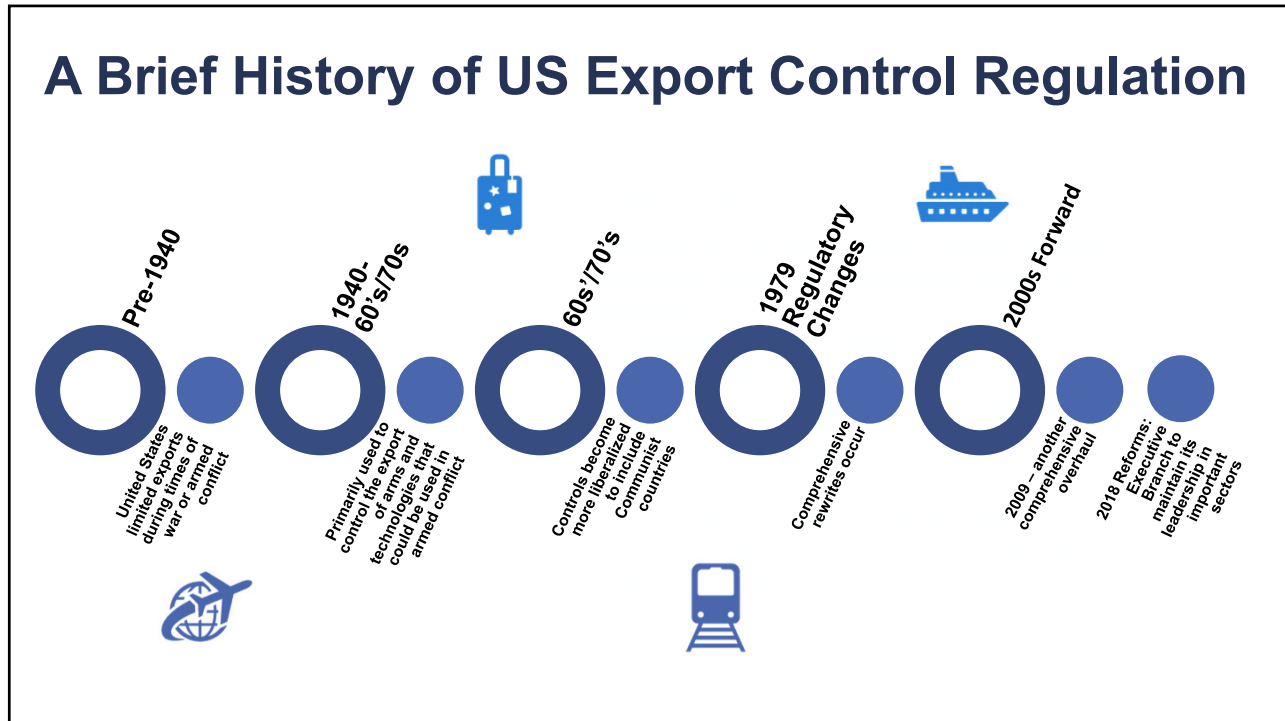 A Brief History of US Export Control Regulation
Pre-1940
United States
limited exports
during times of
war or armed
conflict
1940-
60's/70s
Primarily used to
control the export
of arms and
technologies that
could be used in
armed conflict
60s'/70's
Controls become
more liberalized
to include
Communist
countries
1979
Regulatory
Changes
Comprehensive
rewrites occur
2000s Forward
2009 – another
comprehensive
overhaul
2018 Reforms:
Executive
Branch to
maintain its
leadership in
important
sectors